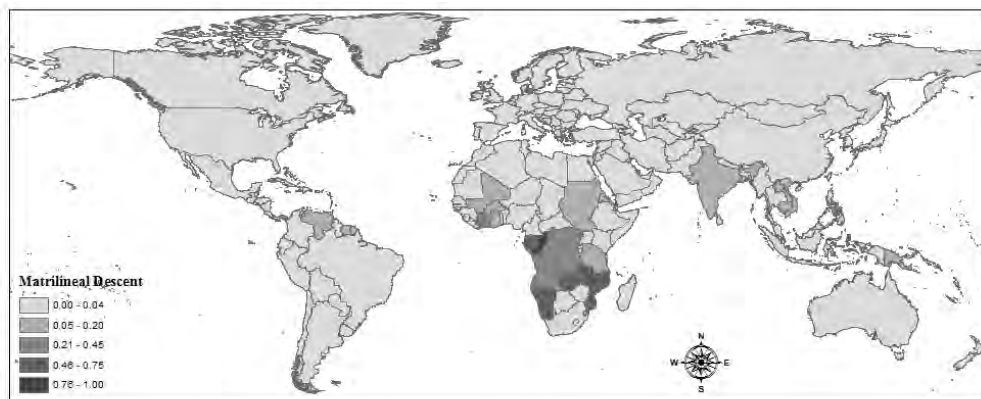 Matrilineal Descent
0.00 - 0.04
0.05 - 0.20
0.21 - 0.45
0.46 - 0.75
0.76 - 1.00
N
W E
S